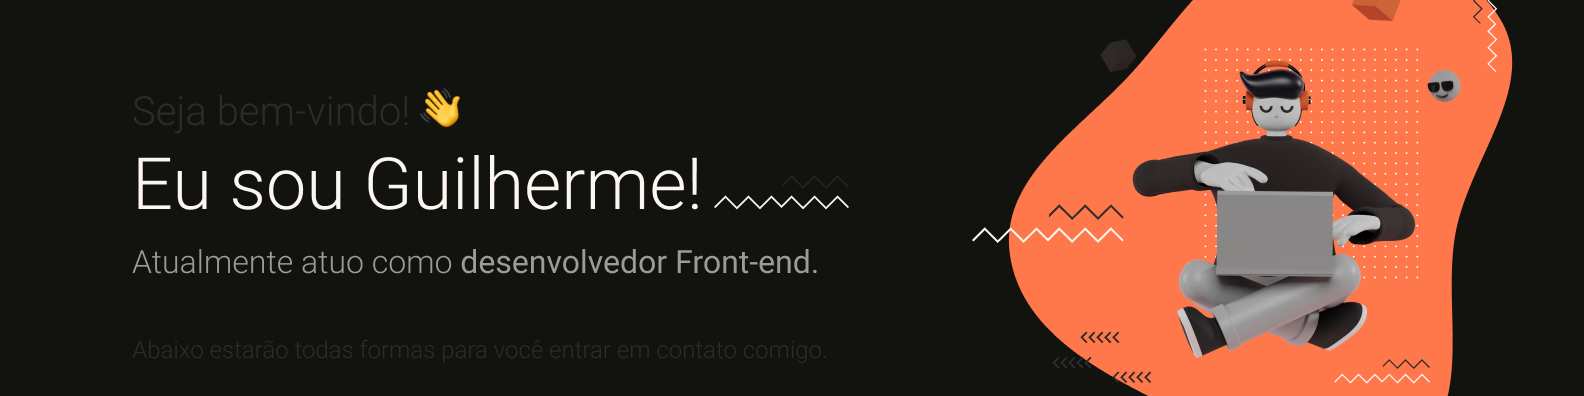 Seja bem-vindo! 👋
Eu sou Guilherme!
Atualmente atuo como desenvolvedor Front-end.
Abaixo estarão todas formas para você entrar em contato comigo.